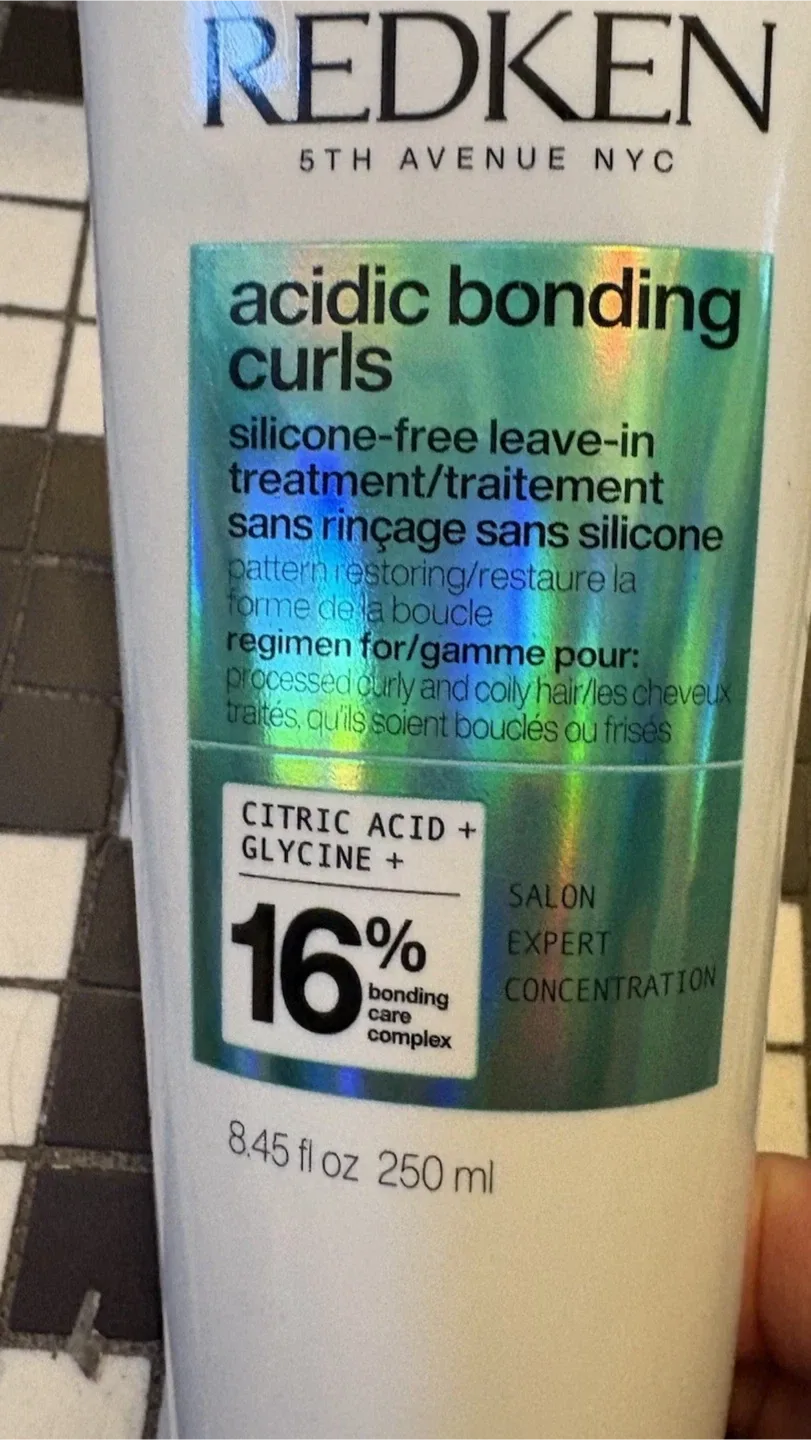 REDKEN
5TH AVENUE NYC
acidic bonding
curls
silicone-free leave-in
treatment/traitement
sans rinçage sans silicone
pattern restoring/restaure la
forme de la boucle
regimen for/gamme pour:
processed curly and coily hair/les cheveux
traités, qu'ils soient bouclés ou frisés
CITRIC ACID +
GLYCINE +
16%
bonding
care
complex
SALON
EXPERT
CONCENTRATION
8.45 fl oz 250 ml